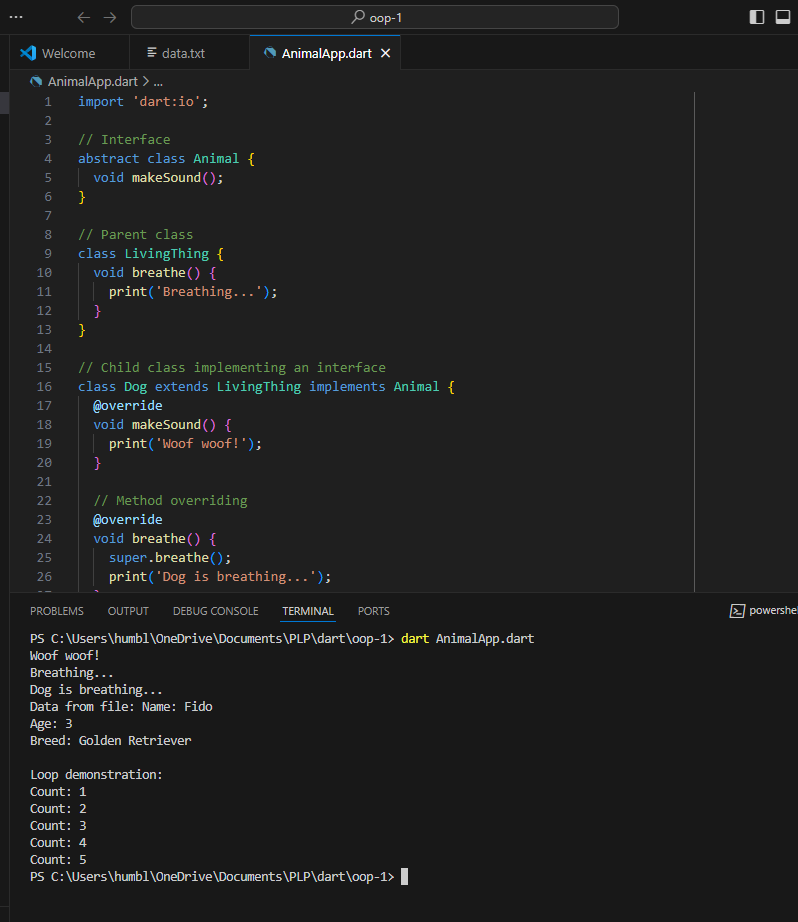 oop-1
Welcome data.txt AnimalApp.dart
AnimalApp.dart > ...
1 import 'dart:io';
2
3 // Interface
4 abstract class Animal {
5   void makeSound();
6 }
7
8 // Parent class
9 class LivingThing {
10   void breathe() {
11     print('Breathing...');
12   }
13 }
14
15 // Child class implementing an interface
16 class Dog extends LivingThing implements Animal {
17   @override
18   void makeSound() {
19     print('Woof woof!');
20   }
21
22   // Method overriding
23   @override
24   void breathe() {
25     super.breathe();
26     print('Dog is breathing...');
PROBLEMS OUTPUT DEBUG CONSOLE TERMINAL PORTS powershel
PS C:\Users\humbl\OneDrive\Documents\PLP\dart\oop-1> dart AnimalApp.dart
Woof woof!
Breathing...
Dog is breathing...
Data from file: Name: Fido
Age: 3
Breed: Golden Retriever

Loop demonstration:
Count: 1
Count: 2
Count: 3
Count: 4
Count: 5
PS C:\Users\humbl\OneDrive\Documents\PLP\dart\oop-1>